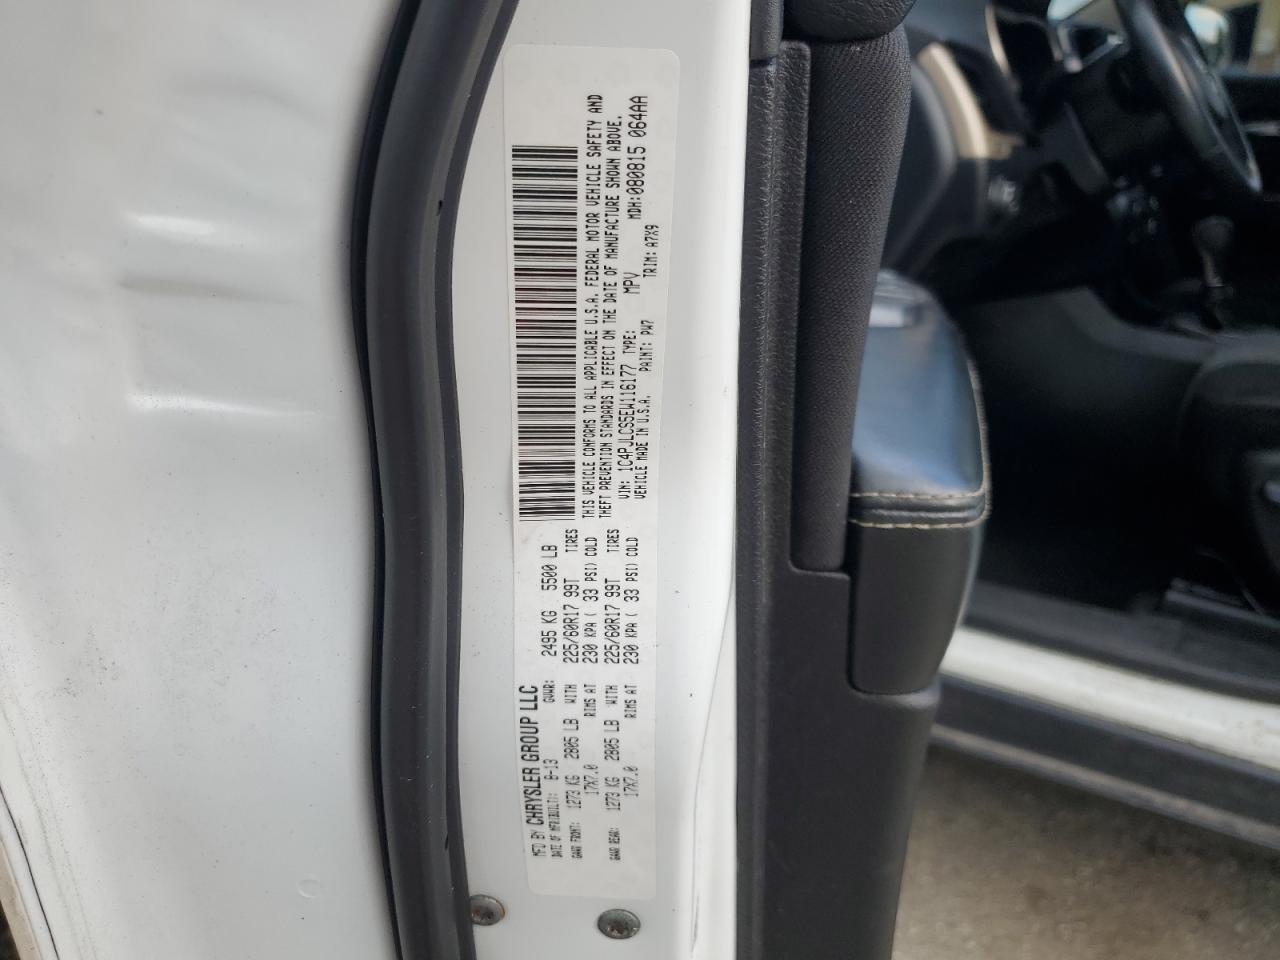 MFD BY CHRYSLER GROUP LLC
DATE OF MFR(BUILT): 8-13 GVWR: 2495 KG 5500 LB
GAWR FRONT: 1273 KG 2805 LB WITH 225/60R17 99T TIRES
17X7.0 RIMS AT 230 KPA( 33 PSI) COLD
GAWR REAR: 1273 KG 2805 LB WITH 225/60R17 99T TIRES
17X7.0 RIMS AT 230 KPA( 33 PSI) COLD
THIS VEHICLE CONFORMS TO ALL APPLICABLE U.S.A. FEDERAL MOTOR VEHICLE SAFETY AND
THEFT PREVENTION STANDARDS IN EFFECT ON THE DATE OF MANUFACTURE SHOWN ABOVE.
VIN: 1C4PJLCS5EW116177 TYPE: MPV MDH:080815 064AA
VEHICLE MADE IN U.S.A. PAINT: PW7 TRIM: A7X9